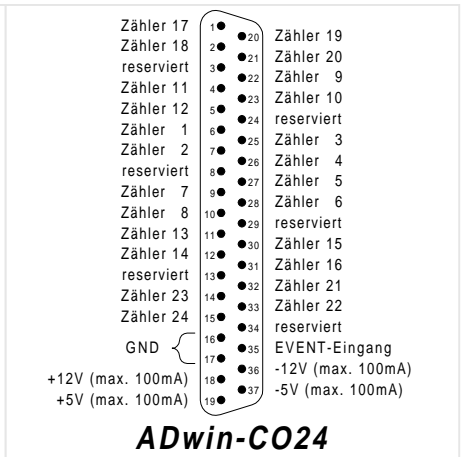 Zähler 17 1
Zähler 18 2
reserviert 3
Zähler 11 4
Zähler 12 5
Zähler 1 6
Zähler 2 7
reserviert 8
Zähler 7 9
Zähler 8 10
Zähler 13 11
Zähler 14 12
reserviert 13
Zähler 23 14
Zähler 24 15
GND 16
17
+12V (max. 100mA) 18
+5V (max. 100mA) 19
20 Zähler 19
21 Zähler 20
22 Zähler 9
23 Zähler 10
24 reserviert
25 Zähler 3
26 Zähler 4
27 Zähler 5
28 Zähler 6
29 reserviert
30 Zähler 15
31 Zähler 16
32 Zähler 21
33 Zähler 22
34 reserviert
35 EVENT-Eingang
36 -12V (max. 100mA)
37 -5V (max. 100mA)
ADwin-CO24